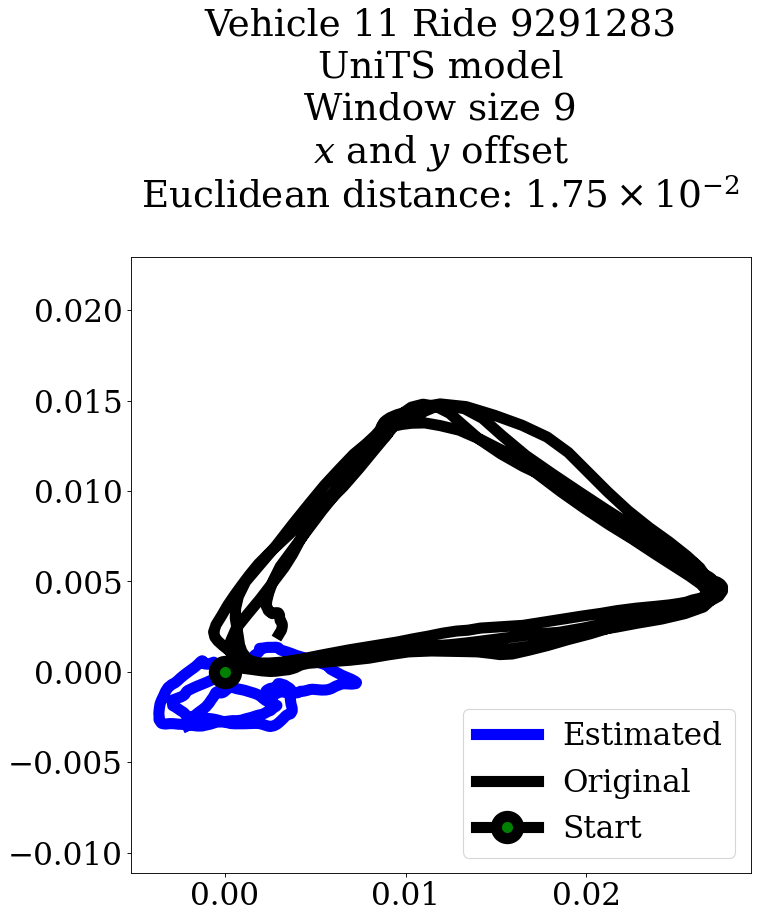 Vehicle 11 Ride 9291283
UniTS model
Window size 9
x and y offset
Euclidean distance: 1.75 × 10⁻²
0.020
0.015
0.010
0.005
0.000
−0.005
−0.010
0.00 0.01 0.02
Estimated
Original
Start